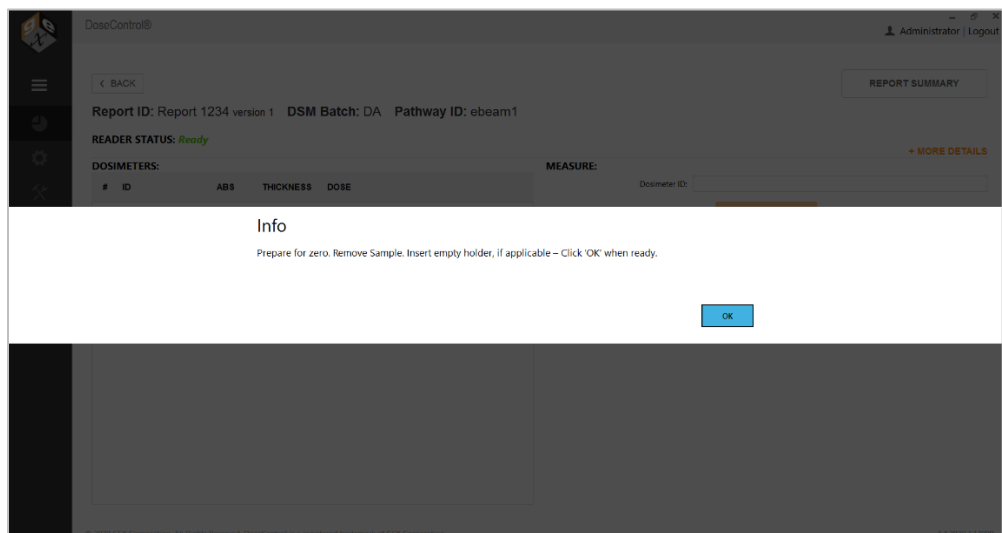 DoseControl®
Administrator | Logout
< BACK
REPORT SUMMARY
Report ID: Report 1234 version 1 DSM Batch: DA Pathway ID: ebeam1
READER STATUS: Ready
+ MORE DETAILS
DOSIMETERS:
MEASURE:
# ID ABS THICKNESS DOSE
Dosimeter ID:
Info
Prepare for zero. Remove Sample. Insert empty holder, if applicable – Click 'OK' when ready.
OK